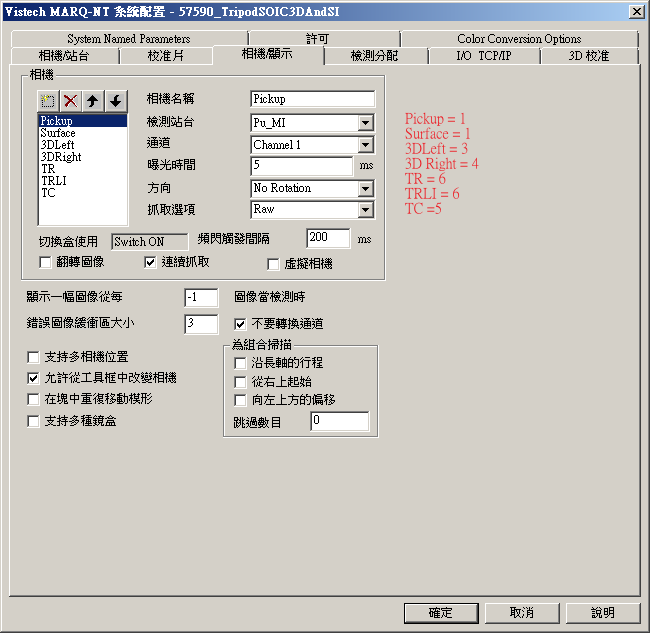 Vistech MARQ-NT 系統配置 - 57590_TripodSOIC3DAndSI
System Named Parameters
許可
Color Conversion Options
相機/站台
校准片
相機/顯示
檢測分配
I/O TCP/IP
3D 校准
相機
Pickup
Surface
3DLeft
3DRight
TR
TRLI
TC
相機名稱 Pickup
檢測站台 Pu_MI
通道 Channel 1
曝光時間 5 ms
方向 No Rotation
抓取選項 Raw
切換盒使用 Switch ON
頻閃觸發間隔 200 ms
翻轉圖像
連續抓取
虛擬相機
Pickup = 1
Surface = 1
3DLeft = 3
3D Right = 4
TR = 6
TRLI = 6
TC =5
顯示一幅圖像從每 -1 圖像當檢測時
錯誤圖像緩衝區大小 3
不要轉換通道
支持多相機位置
允許從工具框中改變相機
在塊中重復移動楔形
支持多種鏡盒
為組合掃描
沿長軸的行程
從右上起始
向左上方的偏移
跳過數目 0
確定
取消
說明